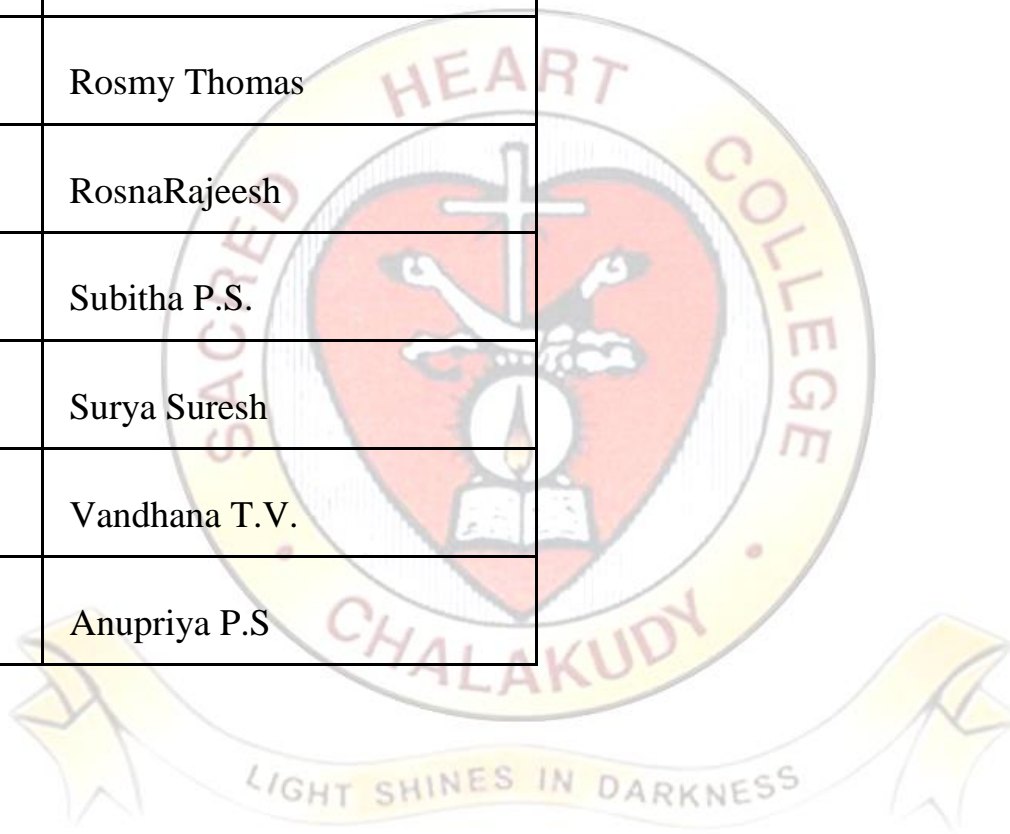 Rosmy Thomas
RosnaRajeesh
Subitha P.S.
Surya Suresh
Vandhana T.V.
Anupriya P.S
SACRED HEART COLLEGE
CHALAKUDY
LIGHT SHINES IN DARKNESS